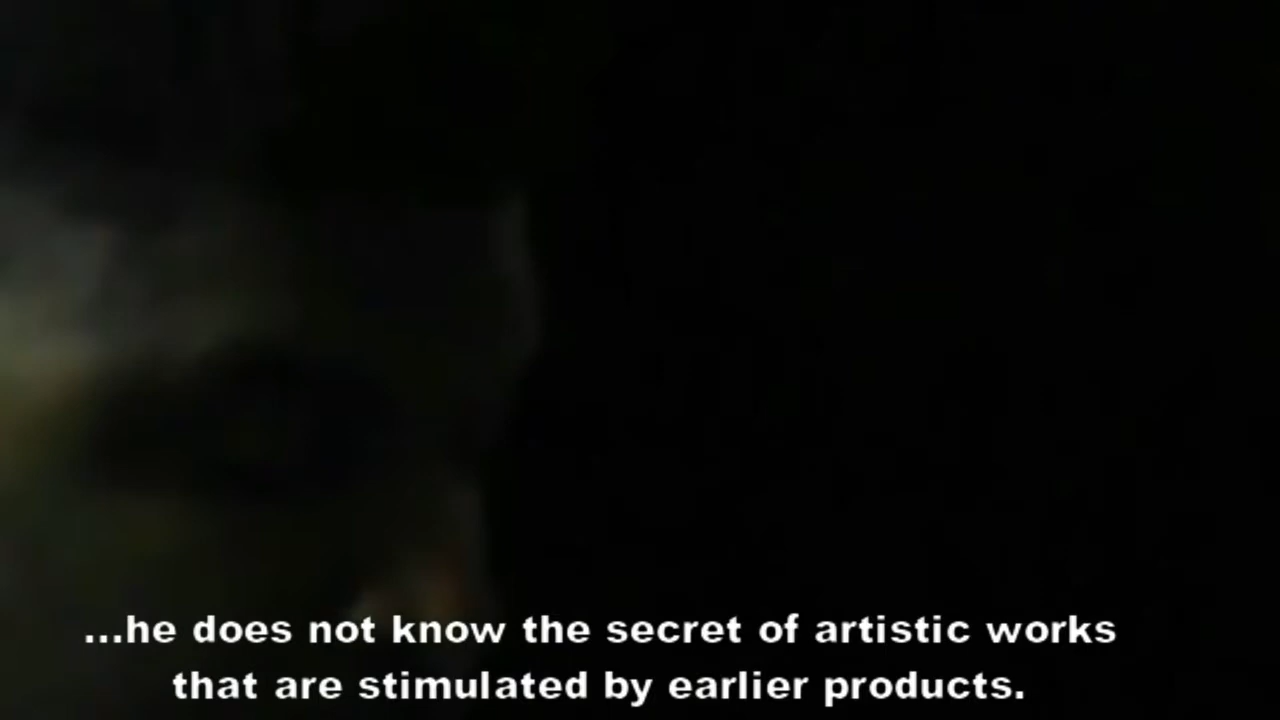 ...he does not know the secret of artistic works
that are stimulated by earlier products.